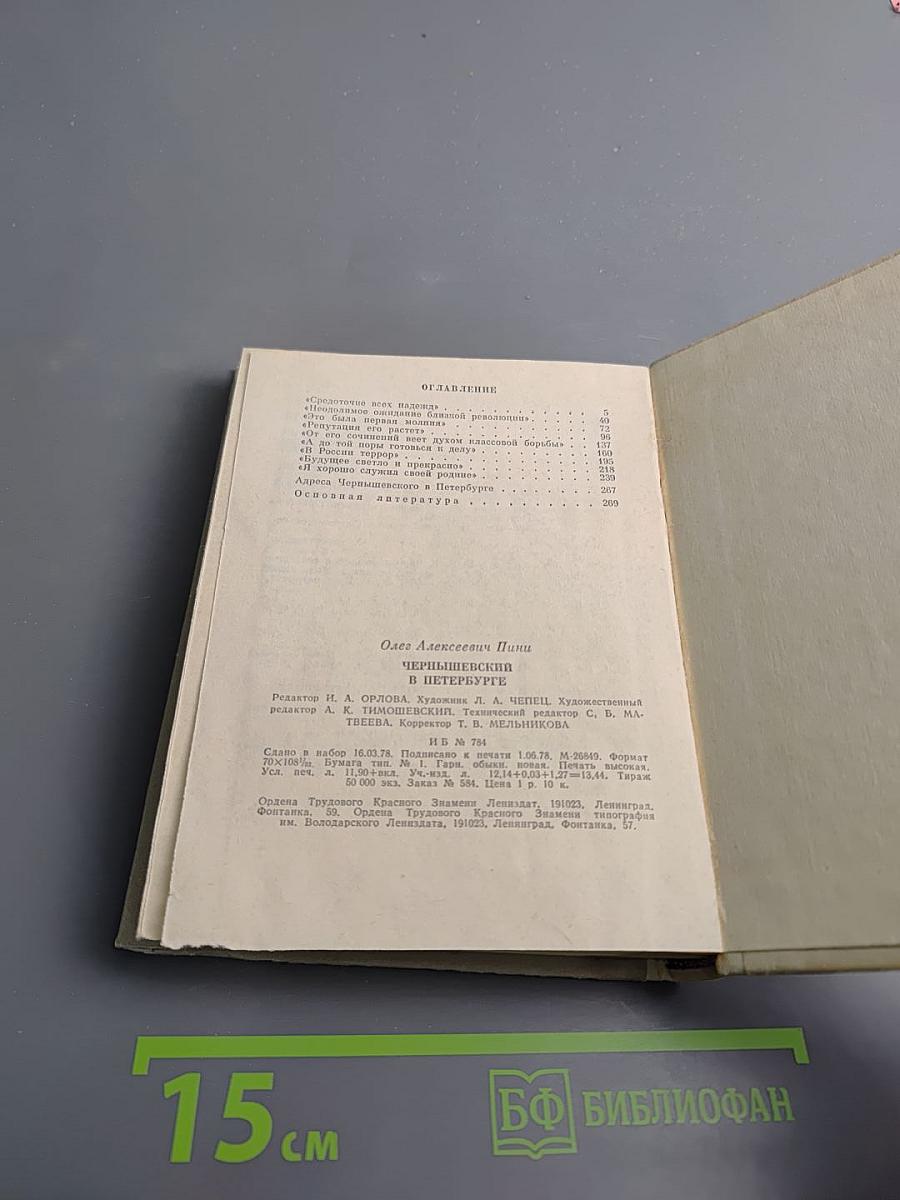 ОГЛАВЛЕНИЕ
«Средоточие всех надежд» . . . . . . . . . . . . 5
«Неодолимое ожидание близкой революции» . . . . . 40
«Это была первая молния» . . . . . . . . . . . . 72
«Репутация его растет» . . . . . . . . . . . . 96
«От его сочинений веет духом классовой борьбы» . . 137
«А до той поры готовься к делу» . . . . . . . . . 160
«В России террор» . . . . . . . . . . . . . . 195
«Будущее светло и прекрасно» . . . . . . . . . . 218
«Я хорошо служил своей родине» . . . . . . . . . 239
Адреса Чернышевского в Петербурге . . . . . . . . 267
Основная литература . . . . . . . . . . 269
Олег Алексеевич Пини
ЧЕРНЫШЕВСКИЙ
В ПЕТЕРБУРГЕ
Редактор И. А. ОРЛОВА. Художник Л. А. ЧЕПЕЦ. Художественный
редактор А. К. ТИМОШЕВСКИЙ. Технический редактор С. Б. МА-
ТВЕЕВА. Корректор Т. В. МЕЛЬНИКОВА
И Б № 784
Сдано в набор 16.03.78. Подписано к печати 1.06.78. М-26849. Формат
70×108¹/₃₂. Бумага тип. № 1. Гарн. обыкн. новая. Печать высокая.
Усл. печ. л. 11,90+вкл. Уч.-изд. л. 12,14+0,03+1,27=13,44. Тираж
50 000 экз. Заказ № 584. Цена 1 р. 10 к.
Ордена Трудового Красного Знамени Лениздат, 191023, Ленинград,
Фонтанка, 59. Ордена Трудового Красного Знамени типография
им. Володарского Лениздата, 191023, Ленинград, Фонтанка, 57.
15 см
БФ БИБЛИОФАН